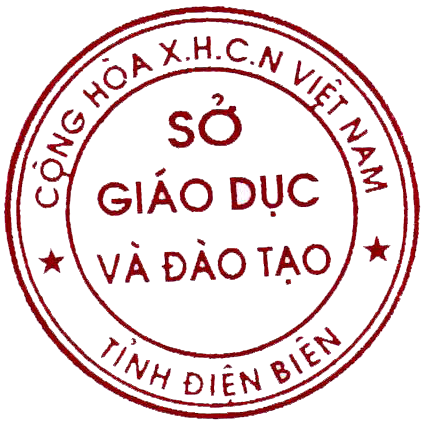 CỘNG HÒA X.H.C.N VIỆT NAM
SỞ
GIÁO DỤC
VÀ ĐÀO TẠO
TỈNH ĐIỆN BIÊN